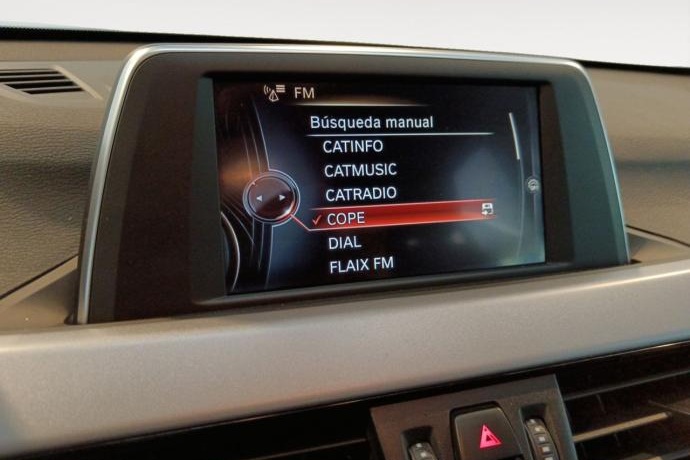 FM
Búsqueda manual
CATINFO
CATMUSIC
CATRADIO
COPE
DIAL
FLAIX FM